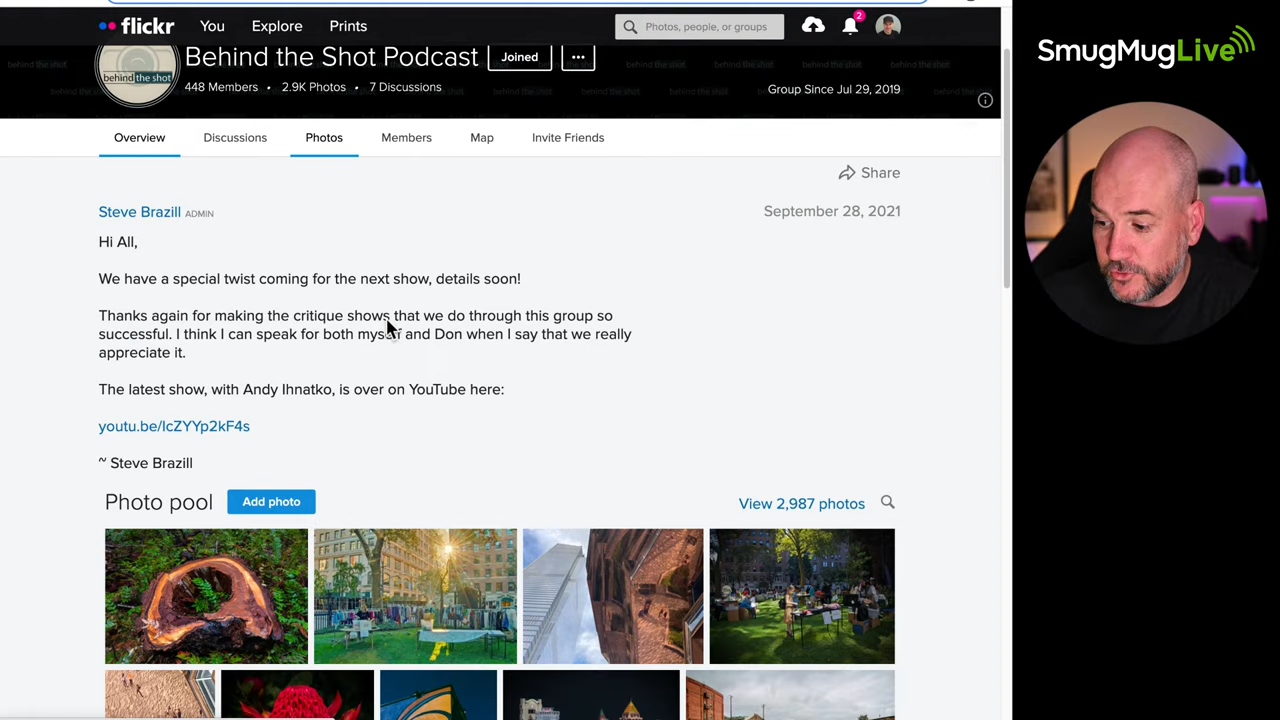 flickr You Explore Prints Photos, people, or groups 2
SmugMugLive
behind the shot
Behind the Shot Podcast Joined ...
448 Members • 2.9K Photos • 7 Discussions
Group Since Jul 29, 2019
Overview Discussions Photos Members Map Invite Friends
Share
Steve Brazill ADMIN
September 28, 2021
Hi All,
We have a special twist coming for the next show, details soon!
Thanks again for making the critique shows that we do through this group so
successful. I think I can speak for both myself and Don when I say that we really
appreciate it.
The latest show, with Andy Ihnatko, is over on YouTube here:
youtu.be/IcZYYp2kF4s
~ Steve Brazill
Photo pool Add photo View 2,987 photos